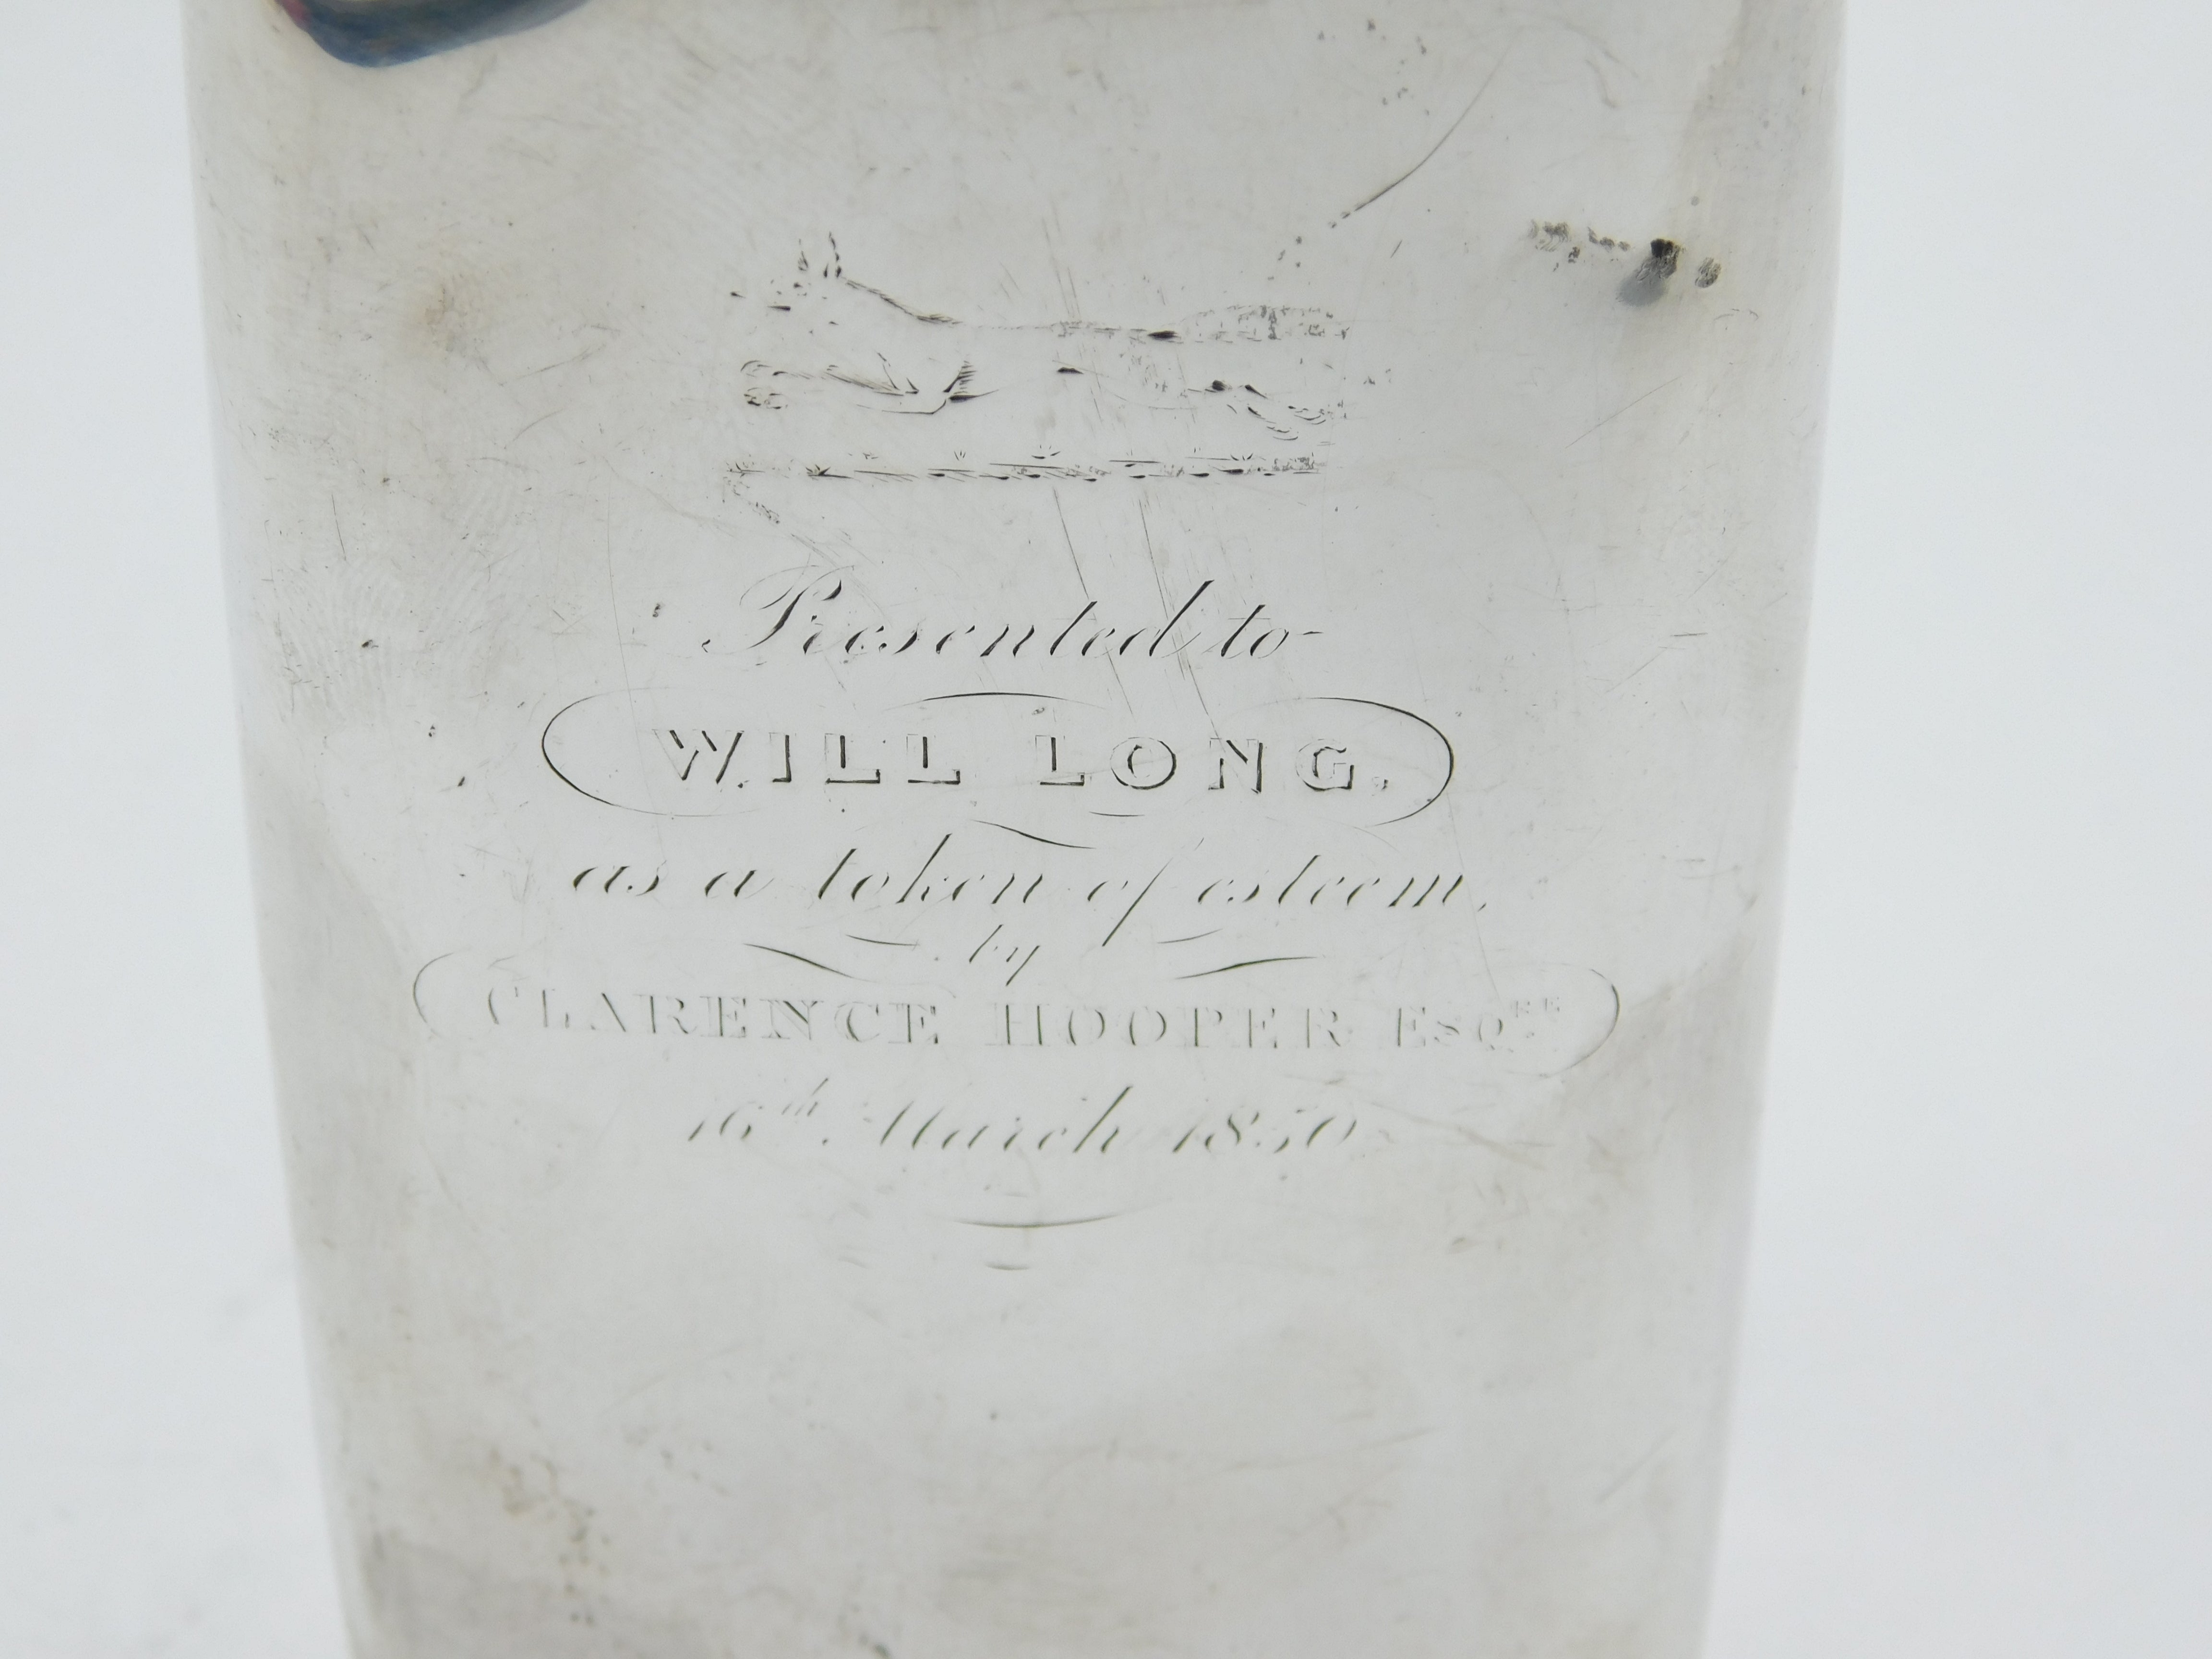 Presented to
WILL LONG.
as a token of esteem,
by
CLARENCE HOOPER ESQRE
16th March 1850